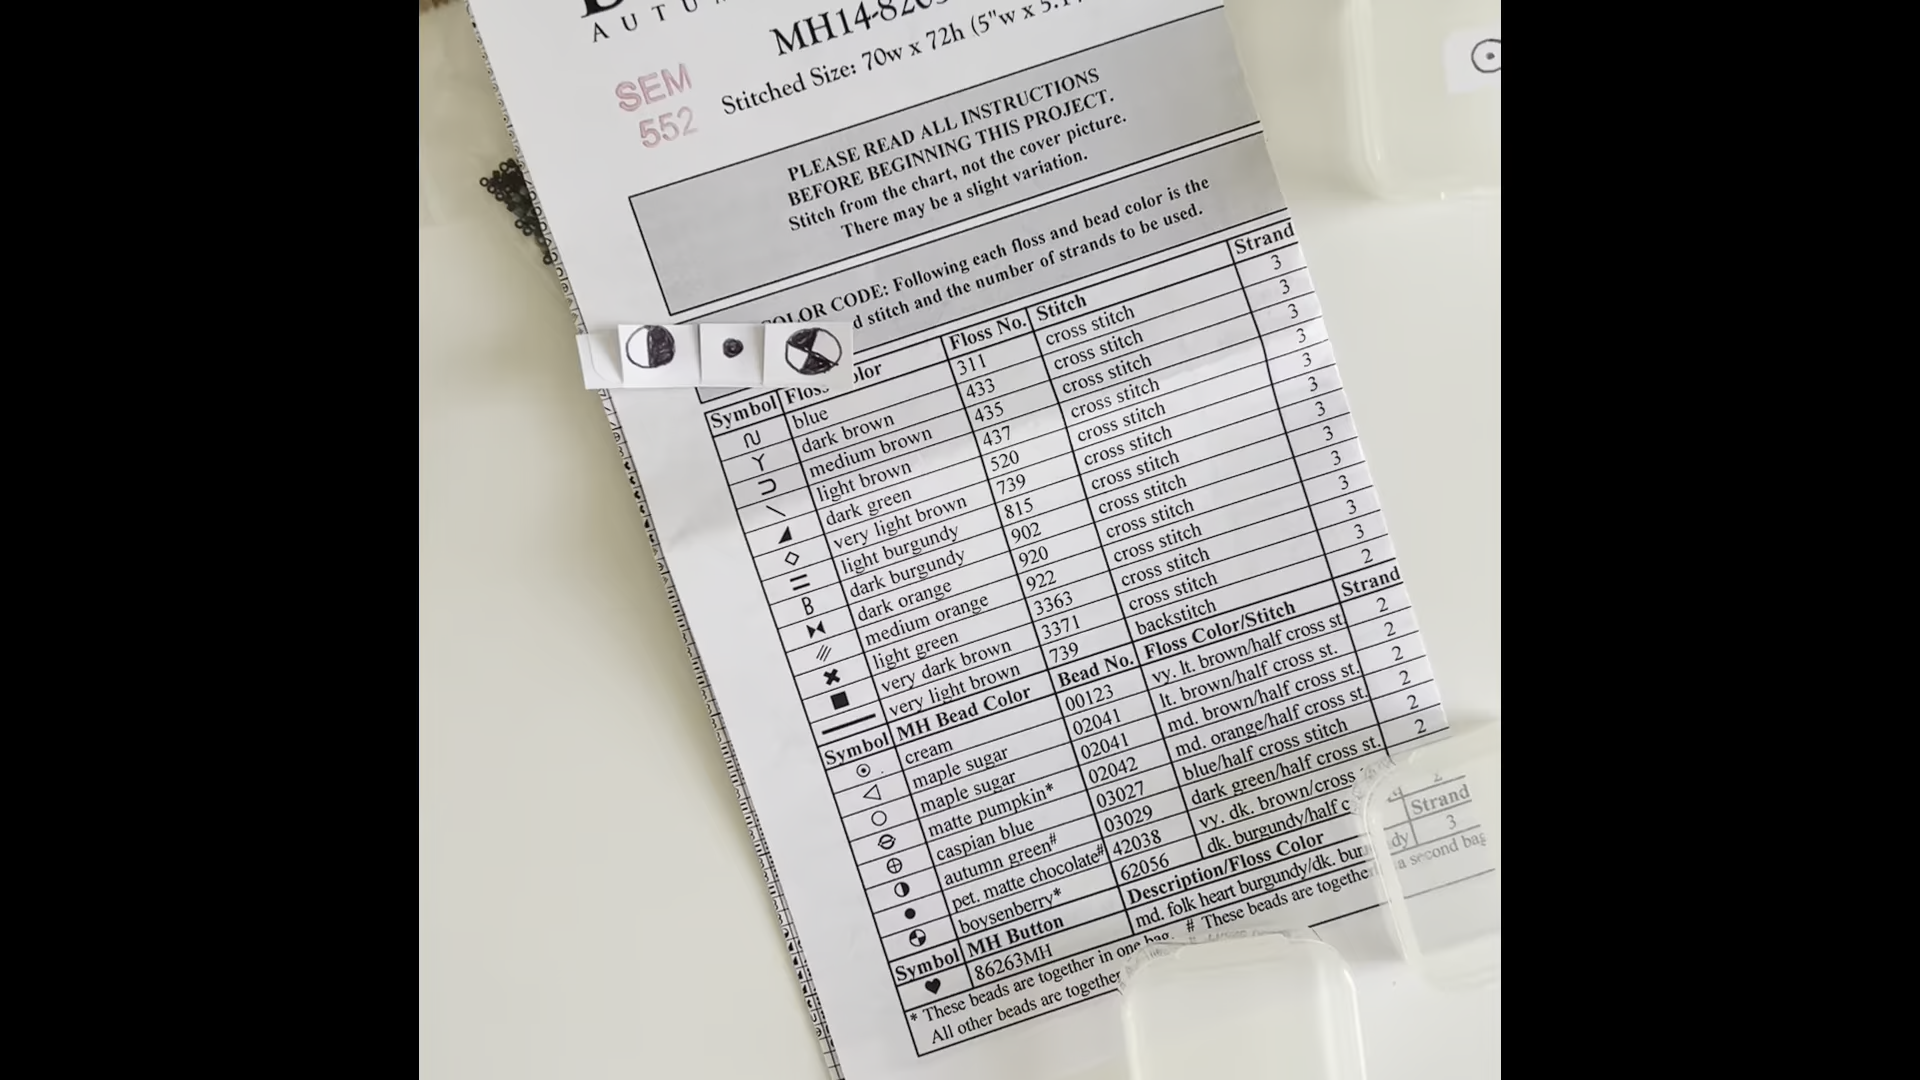 AUTU
MH14-820
Stitched Size: 70w x 72h (5"w x 5.1
SEM
552
PLEASE READ ALL INSTRUCTIONS
BEFORE BEGINNING THIS PROJECT.
Stitch from the chart, not the cover picture.
There may be a slight variation.
COLOR CODE: Following each floss and bead color is the
d stitch and the number of strands to be used.
Symbol Floss olor Floss No. Stitch Strand
blue 311 cross stitch 3
dark brown 433 cross stitch 3
medium brown 435 cross stitch 3
light brown 437 cross stitch 3
dark green 520 cross stitch 3
very light brown 739 cross stitch 3
light burgundy 815 cross stitch 3
B dark burgundy 902 cross stitch 3
dark orange 920 cross stitch 3
medium orange 922 cross stitch 3
light green 3363 cross stitch 3
very dark brown 3371 cross stitch 3
very light brown 739 backstitch 2
Symbol MH Bead Color Bead No. Floss Color/Stitch Strand
cream 00123 vy. lt. brown/half cross st 2
maple sugar 02041 lt. brown/half cross st. 2
maple sugar 02041 md. brown/half cross st. 2
matte pumpkin* 02042 md. orange/half cross st. 2
caspian blue 03027 blue/half cross stitch 2
autumn green# 03029 dark green/half cross st. 2
pet. matte chocolate# 42038 vy. dk. brown/cross
boysenberry* 62056 dk. burgundy/half c
Symbol MH Button Description/Floss Color Strand
86263MH md. folk heart burgundy/dk. bur dy 3
* These beads are together in one bag. # These beads are together a second bag
All other beads are together